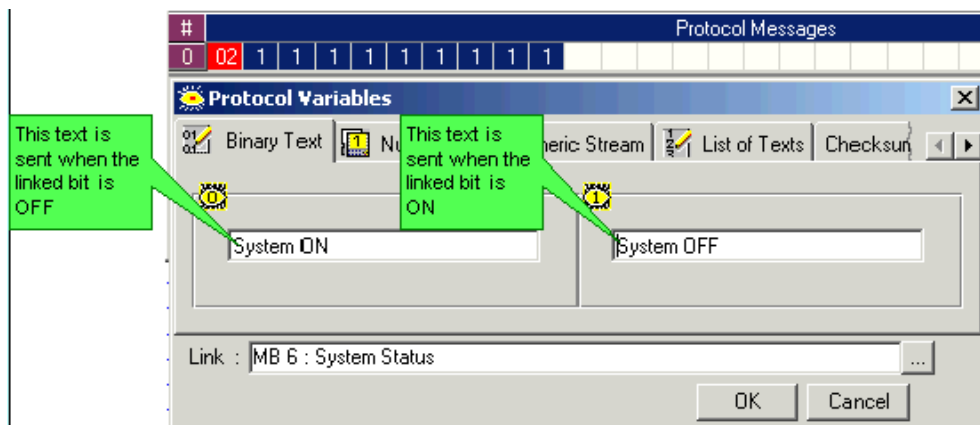 # Protocol Messages
0 02 1 1 1 1 1 1 1 1 1
Protocol Variables
Binary Text Nu eric Stream List of Texts Checksum
This text is
sent when the
linked bit is
OFF
This text is
sent when the
linked bit is
ON
0
1
System ON
System OFF
Link : MB 6 : System Status
...
OK Cancel